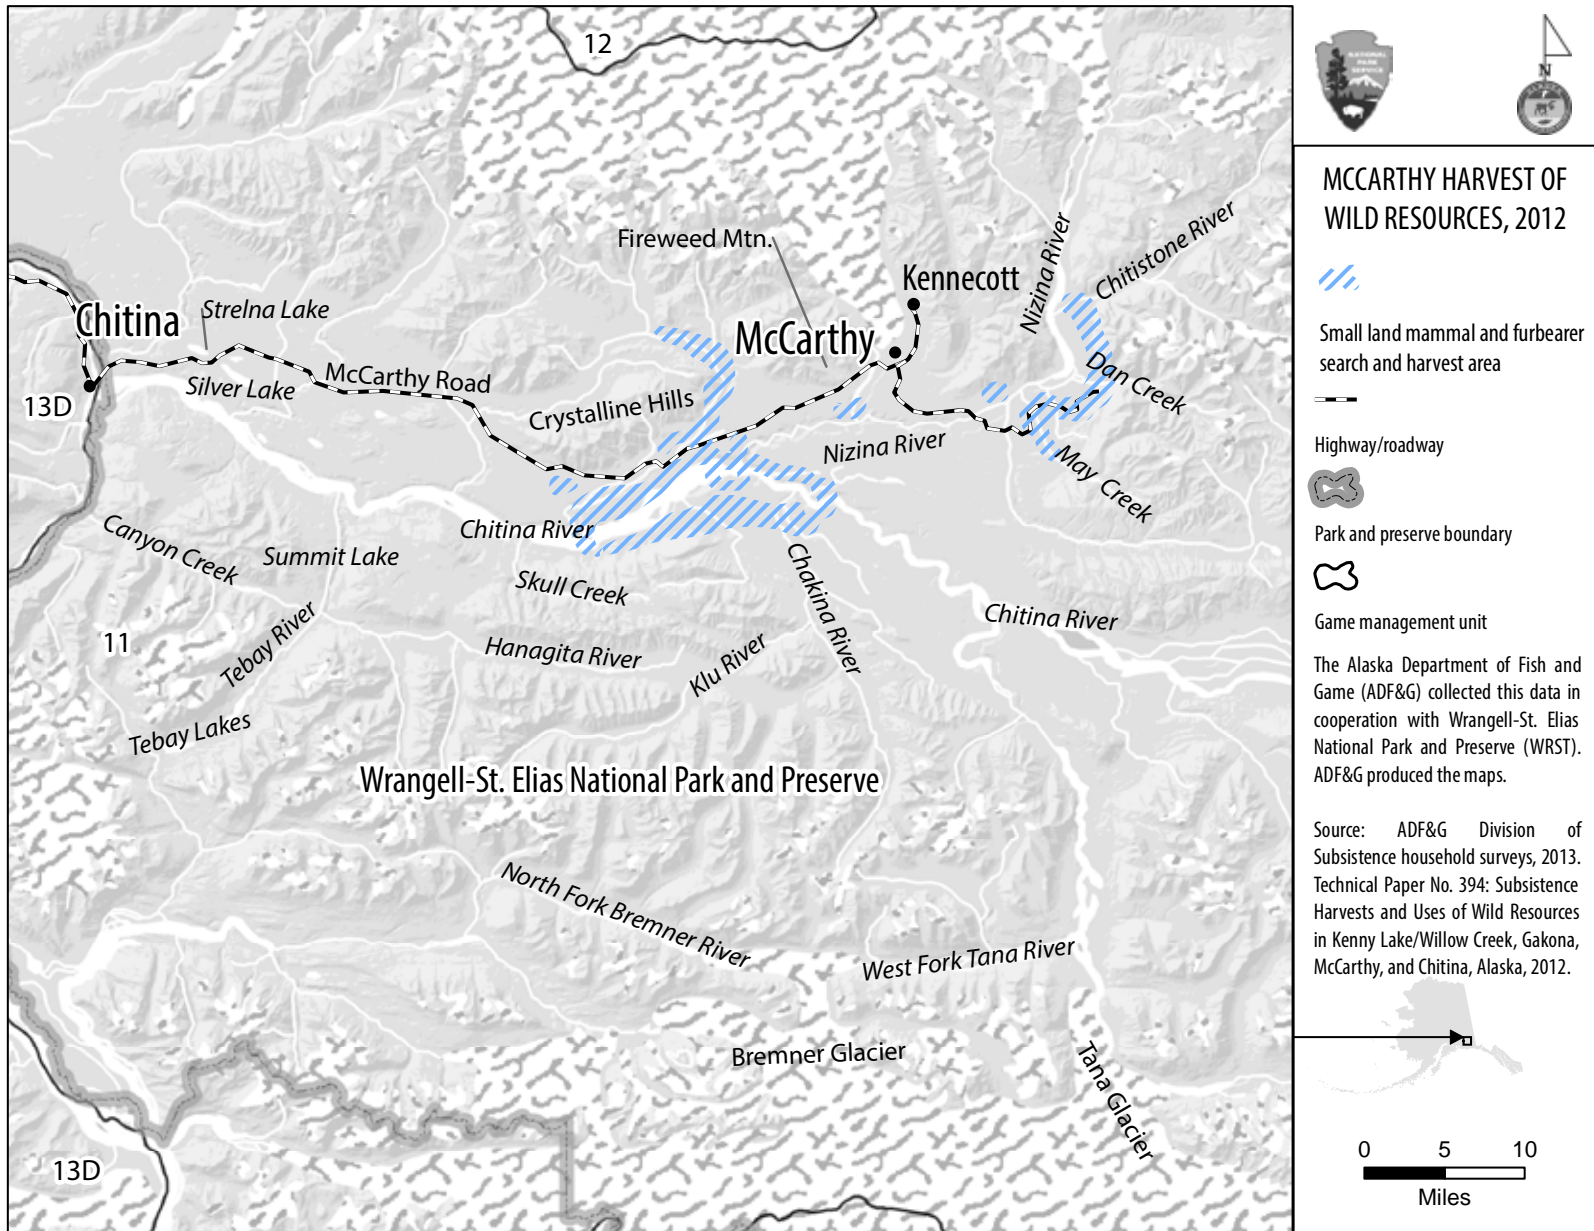 12
Fireweed Mtn.
Kennecott
Nizina River
Chitistone River
Chitina
Strelna Lake
McCarthy
Silver Lake
McCarthy Road
Dan Creek
13D
Crystalline Hills
Nizina River
May Creek
Canyon Creek
Chitina River
Summit Lake
Skull Creek
Chakina River
Chitina River
11
Tebay River
Hanagita River
Klu River
Tebay Lakes
Wrangell-St. Elias National Park and Preserve
North Fork Bremner River
West Fork Tana River
Bremner Glacier
Tana Glacier
13D
NATIONAL
PARK
SERVICE
N
MCCARTHY HARVEST OF
WILD RESOURCES, 2012
Small land mammal and furbearer
search and harvest area
Highway/roadway
Park and preserve boundary
Game management unit
The Alaska Department of Fish and
Game (ADF&G) collected this data in
cooperation with Wrangell-St. Elias
National Park and Preserve (WRST).
ADF&G produced the maps.
Source: ADF&G Division of
Subsistence household surveys, 2013.
Technical Paper No. 394: Subsistence
Harvests and Uses of Wild Resources
in Kenny Lake/Willow Creek, Gakona,
McCarthy, and Chitina, Alaska, 2012.
0 5 10
Miles